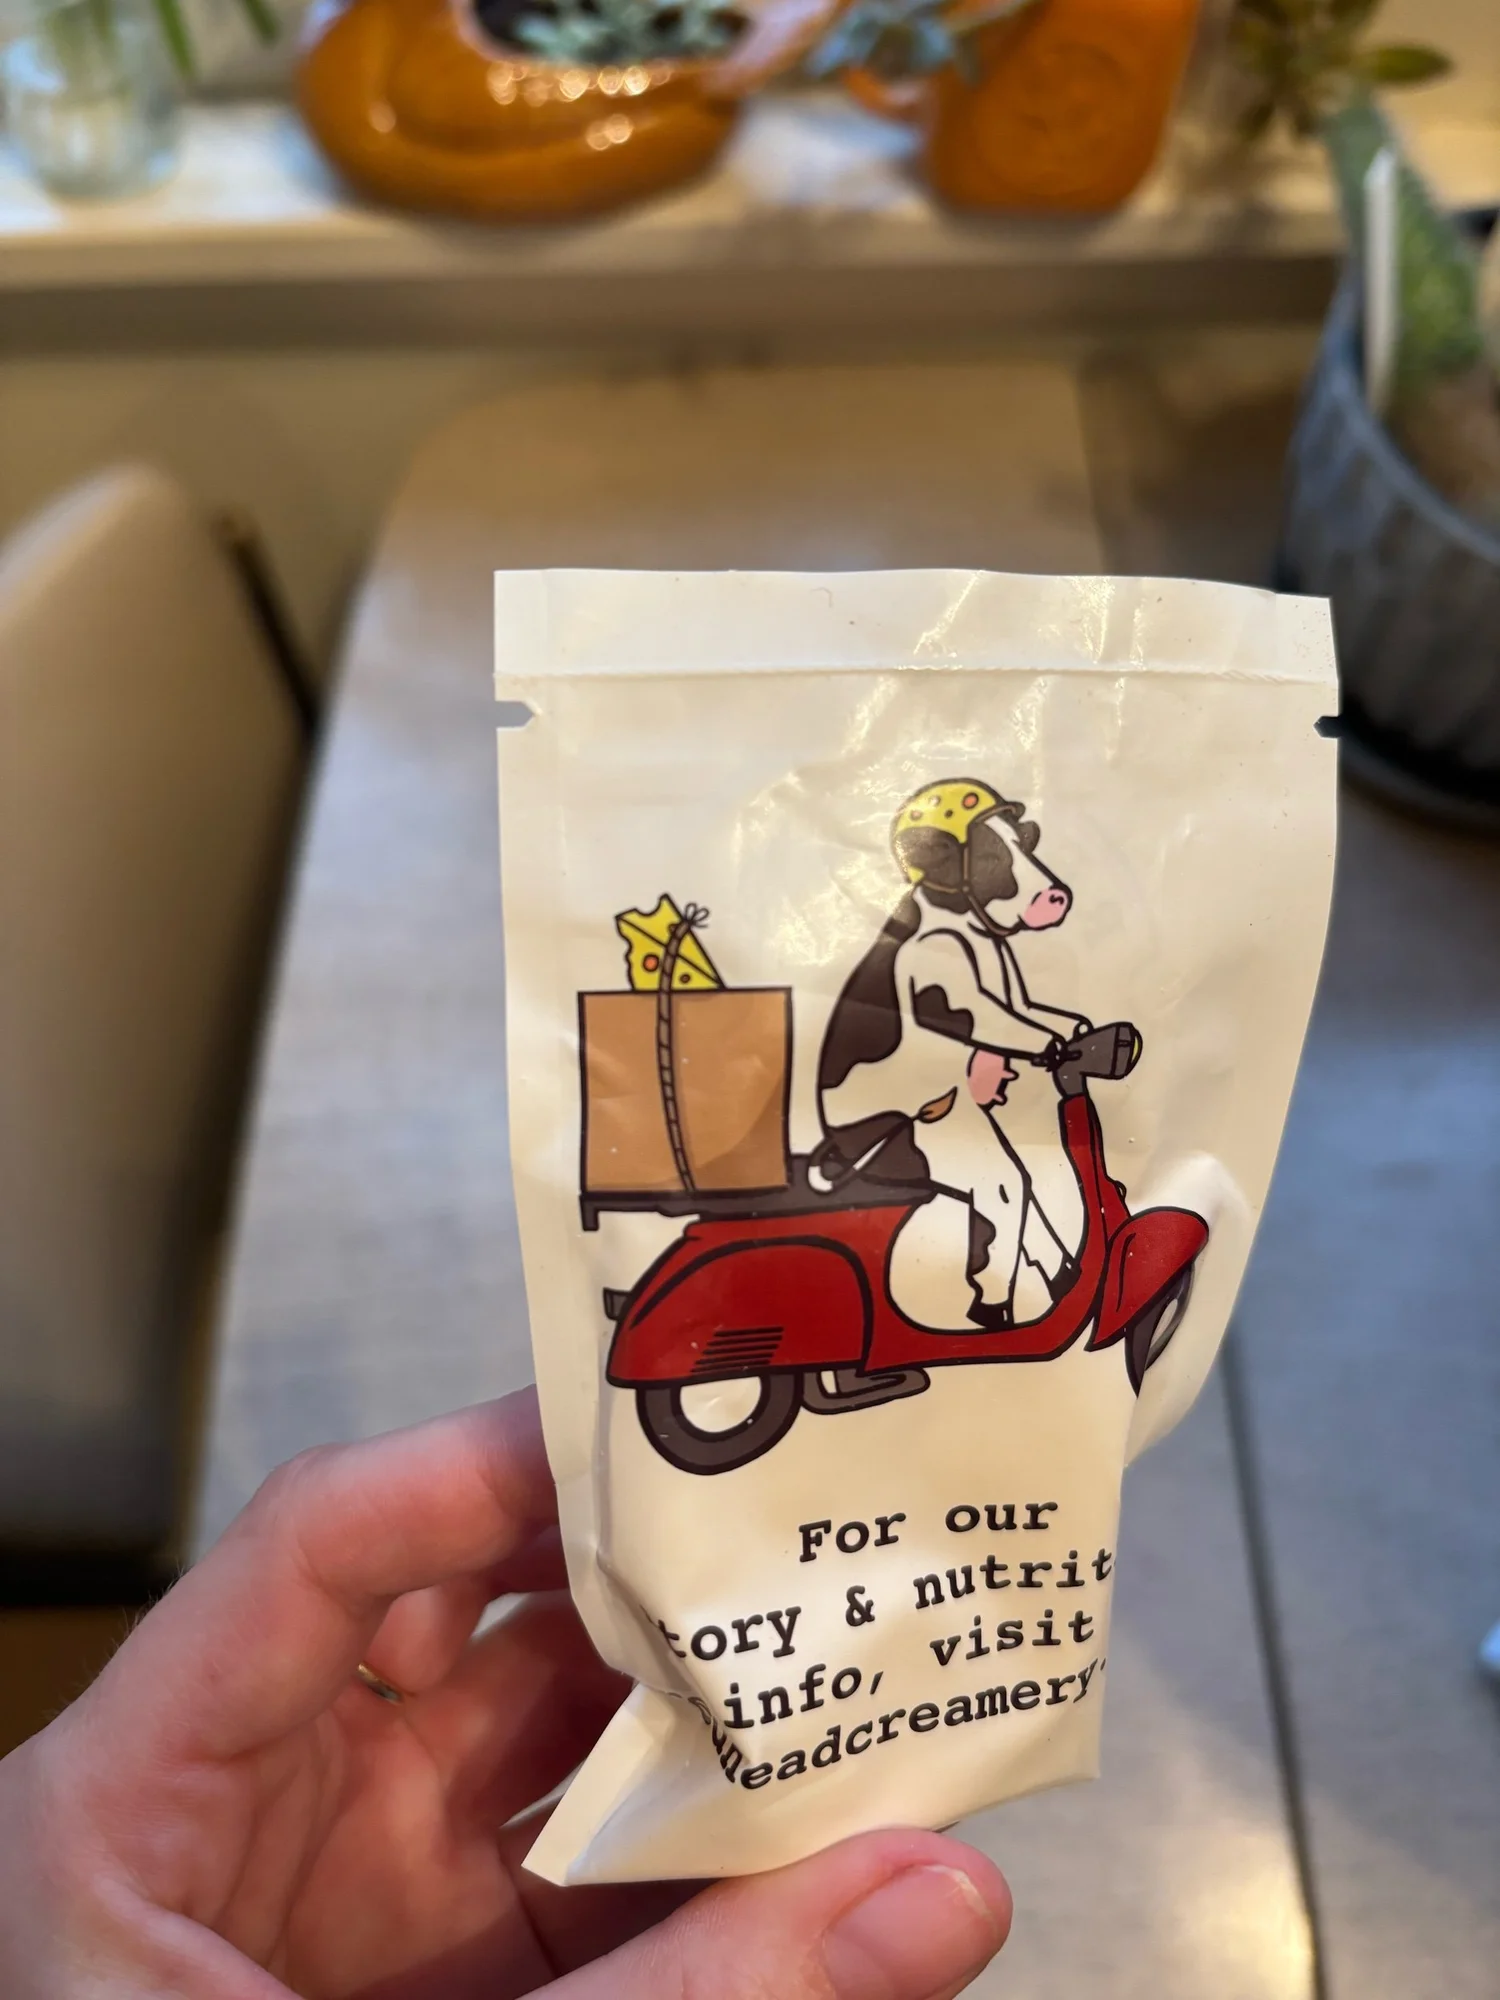 For our
tory & nutrit
info, visit
eadcreamery.